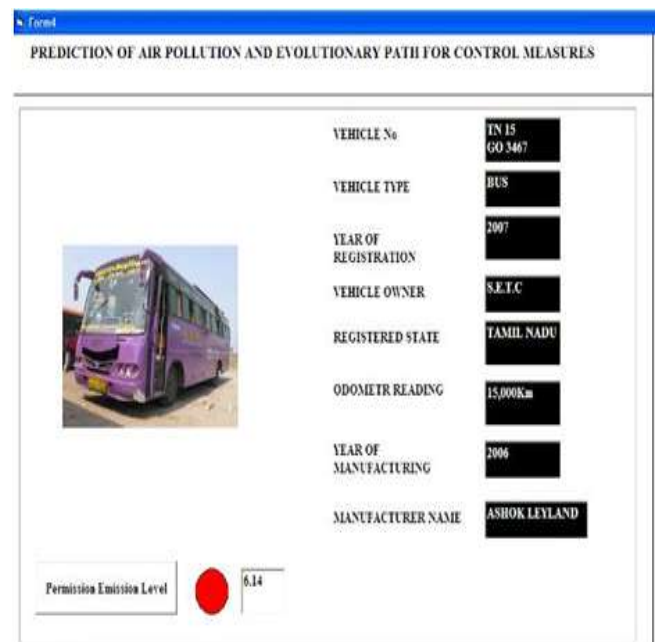 Form4
PREDICTION OF AIR POLLUTION AND EVOLUTIONARY PATH FOR CONTROL MEASURES
VEHICLE No
TN 15
GO 3467
VEHICLE TYPE
BUS
YEAR OF
REGISTRATION
2007
VEHICLE OWNER
S.E.T.C
REGISTERED STATE
TAMIL NADU
ODOMETR READING
15,000Km
YEAR OF
MANUFACTURING
2006
MANUFACTURER NAME
ASHOK LEYLAND
Permission Emission Level
6.14